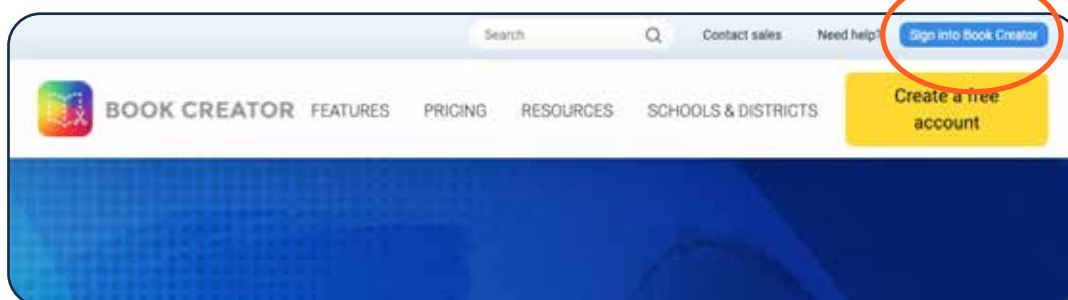 Search Contact sales Need help? Sign into Book Creator
BOOK CREATOR FEATURES PRICING RESOURCES SCHOOLS & DISTRICTS
Create a free
account